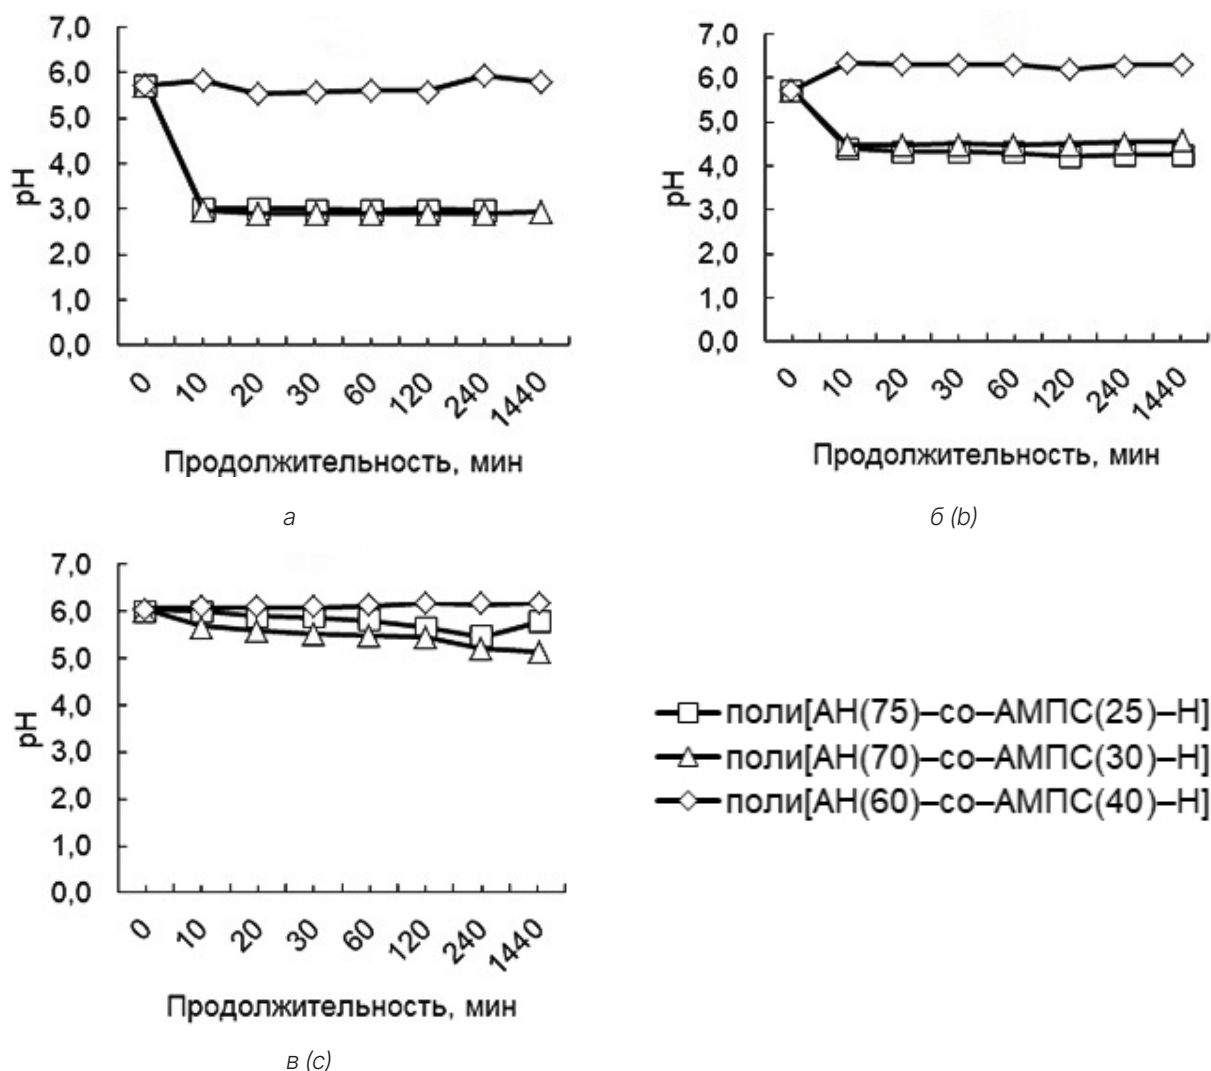 7,0
6,0
5,0
4,0
3,0
2,0
1,0
0,0
pH
0 10 20 30 60 120 240 1440
Продолжительность, мин
а
7,0
6,0
5,0
4,0
3,0
2,0
1,0
0,0
pH
0 10 20 30 60 120 240 1440
Продолжительность, мин
б (b)
7,0
6,0
5,0
4,0
3,0
2,0
1,0
0,0
pH
0 10 20 30 60 120 240 1440
Продолжительность, мин
в (c)
поли[АН(75)–со–АМПС(25)–Н]
поли[АН(70)–со–АМПС(30)–Н]
поли[АН(60)–со–АМПС(40)–Н]